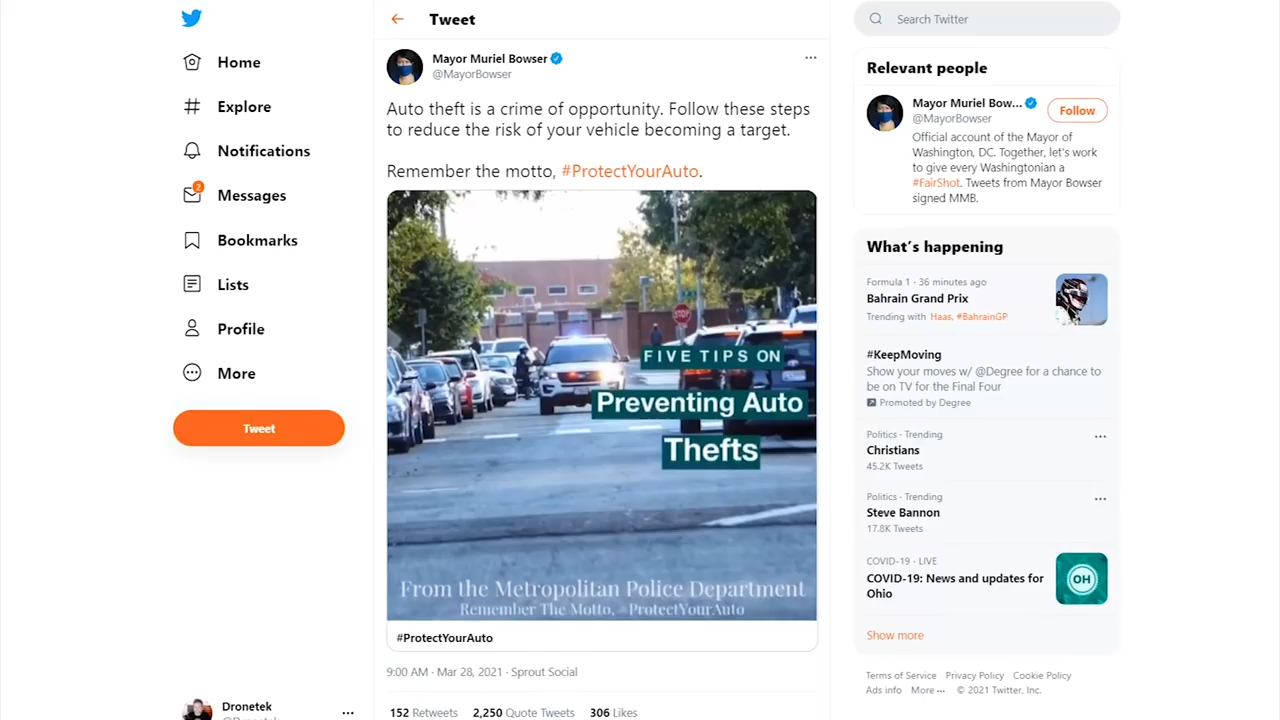 Home
Explore
Notifications
2
Messages
Bookmarks
Lists
Profile
More
Tweet
Dronetek
Tweet
Mayor Muriel Bowser
@MayorBowser
Auto theft is a crime of opportunity. Follow these steps
to reduce the risk of your vehicle becoming a target.
Remember the motto, #ProtectYourAuto.
STOP
FIVE TIPS ON
Preventing Auto
Thefts
From the Metropolitan Police Department
Remember The Motto, #ProtectYourAuto
#ProtectYourAuto
9:00 AM · Mar 28, 2021 · Sprout Social
152 Retweets 2,250 Quote Tweets 306 Likes
Search Twitter
Relevant people
Mayor Muriel Bow...
@MayorBowser
Follow
Official account of the Mayor of
Washington, DC. Together, let's work
to give every Washingtonian a
#FairShot. Tweets from Mayor Bowser
signed MMB.
What's happening
Formula 1 · 36 minutes ago
Bahrain Grand Prix
Trending with Haas, #BahrainGP
#KeepMoving
Show your moves w/ @Degree for a chance to
be on TV for the Final Four
Promoted by Degree
Politics · Trending
Christians
45.2K Tweets
Politics · Trending
Steve Bannon
17.8K Tweets
COVID-19 · LIVE
COVID-19: News and updates for
Ohio
OH
Show more
Terms of Service Privacy Policy Cookie Policy
Ads info More ··· © 2021 Twitter, Inc.